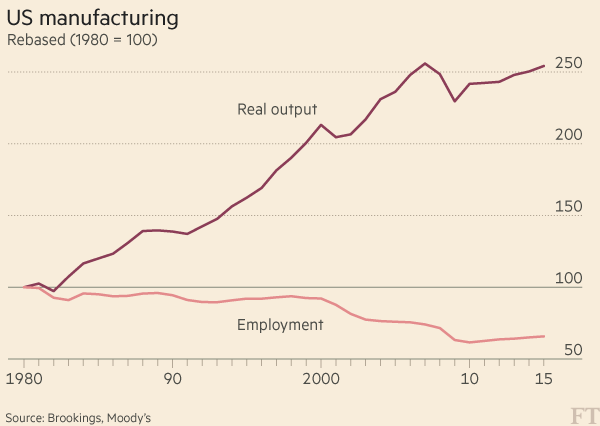 US manufacturing
Rebased (1980 = 100)
250
Real output
200
150
100
Employment
50
1980 90 2000 10 15
Source: Brookings, Moody's
FT